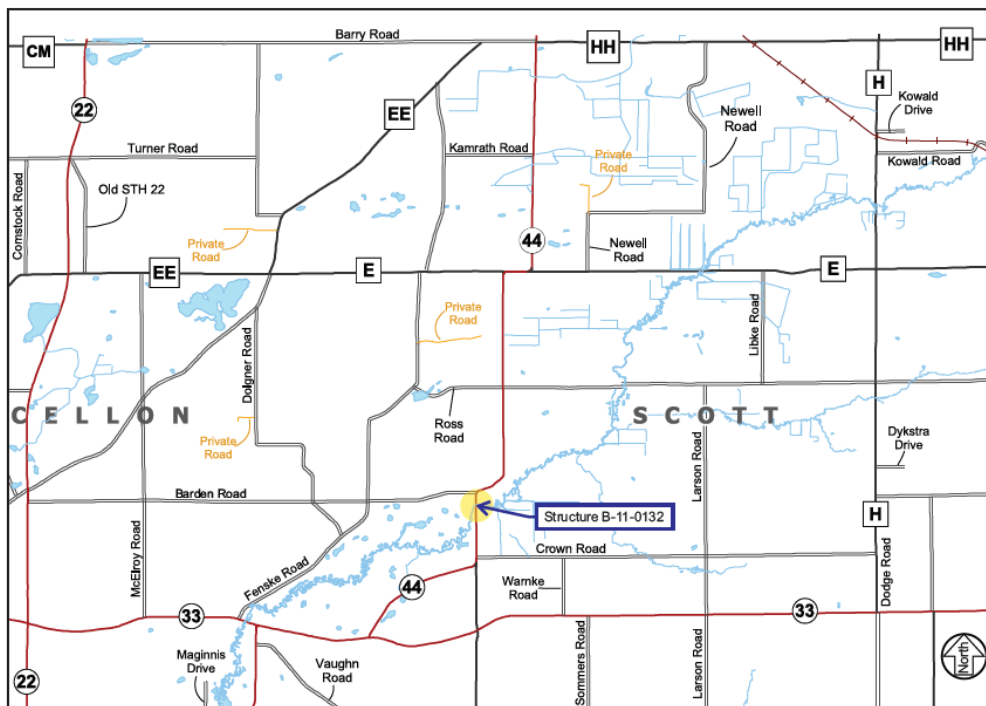 Barry Road
CM
HH
HH
22
EE
H
Kowald
Drive
Newell
Road
Turner Road
Kamrath Road
Private
Road
Kowald Road
Comstock Road
Old STH 22
Private
Road
44
Newell
Road
EE
E
E
Private
Road
Libke Road
Dolgner Road
CELLON
SCOTT
Ross
Road
Private
Road
Larson Road
Dykstra
Drive
Barden Road
Structure B-11-0132
H
McElroy Road
Fenske Road
44
Crown Road
Warnke
Road
Dodge Road
33
33
Maginnis
Drive
Vaughn
Road
Sommers Road
Larson Road
North
22